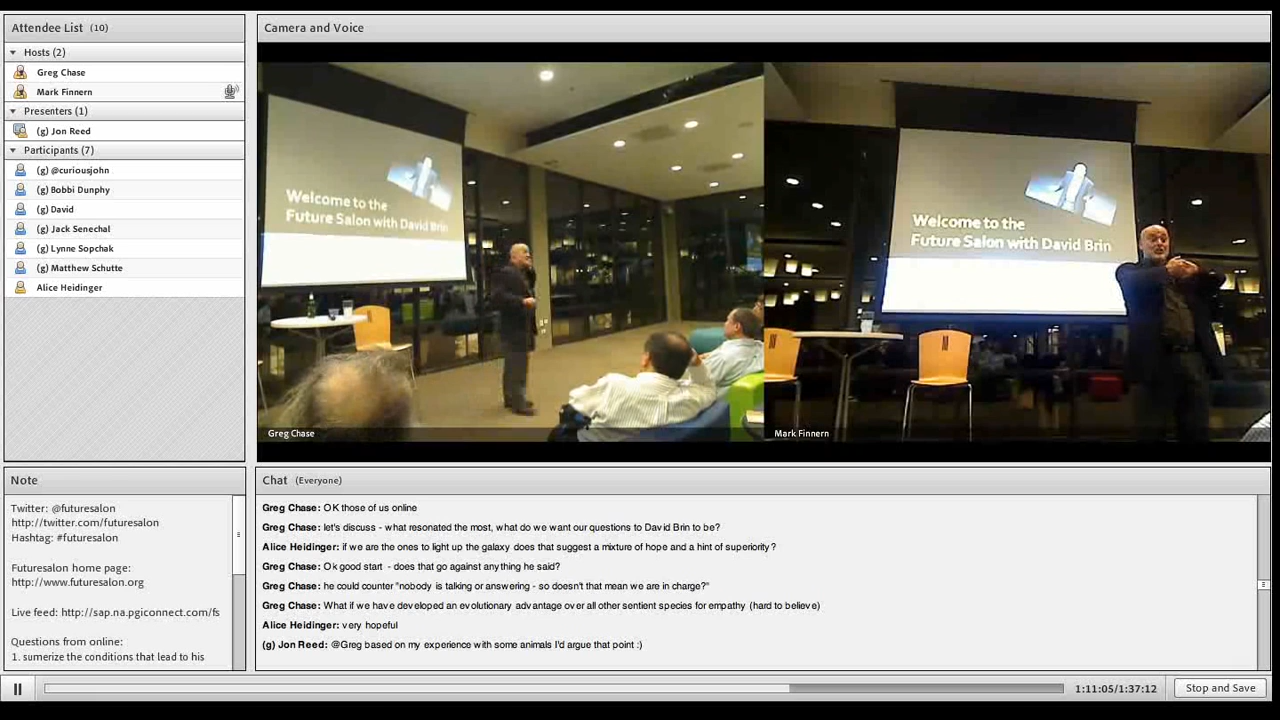 Attendee List (10)
Hosts (2)
Greg Chase
Mark Finnern
Presenters (1)
(g) Jon Reed
Participants (7)
(g) @curiousjohn
(g) Bobbi Dunphy
(g) David
(g) Jack Senechal
(g) Lynne Sopchak
(g) Matthew Schutte
Alice Heidinger
Camera and Voice
Welcome to the
Future Salon with David Brin
Greg Chase
Welcome to the
Future Salon with David Brin
Mark Finnern
Note
Twitter: @futuresalon
http://twitter.com/futuresalon
Hashtag: #futuresalon
Futuresalon home page:
http://www.futuresalon.org
Live feed: http://sap.na.pgiconnect.com/fs
Questions from online:
1. sumerize the conditions that lead to his
Chat (Everyone)
Greg Chase: OK those of us online
Greg Chase: let's discuss - what resonated the most, what do we want our questions to David Brin to be?
Alice Heidinger: if we are the ones to light up the galaxy does that suggest a mixture of hope and a hint of superiority?
Greg Chase: Ok good start - does that go against anything he said?
Greg Chase: he could counter "nobody is talking or answering - so doesn't that mean we are in charge?"
Greg Chase: What if we have developed an evolutionary advantage over all other sentient species for empathy (hard to believe)
Alice Heidinger: very hopeful
(g) Jon Reed: @Greg based on my experience with some animals I'd argue that point :)
1:11:05/1:37:12
Stop and Save